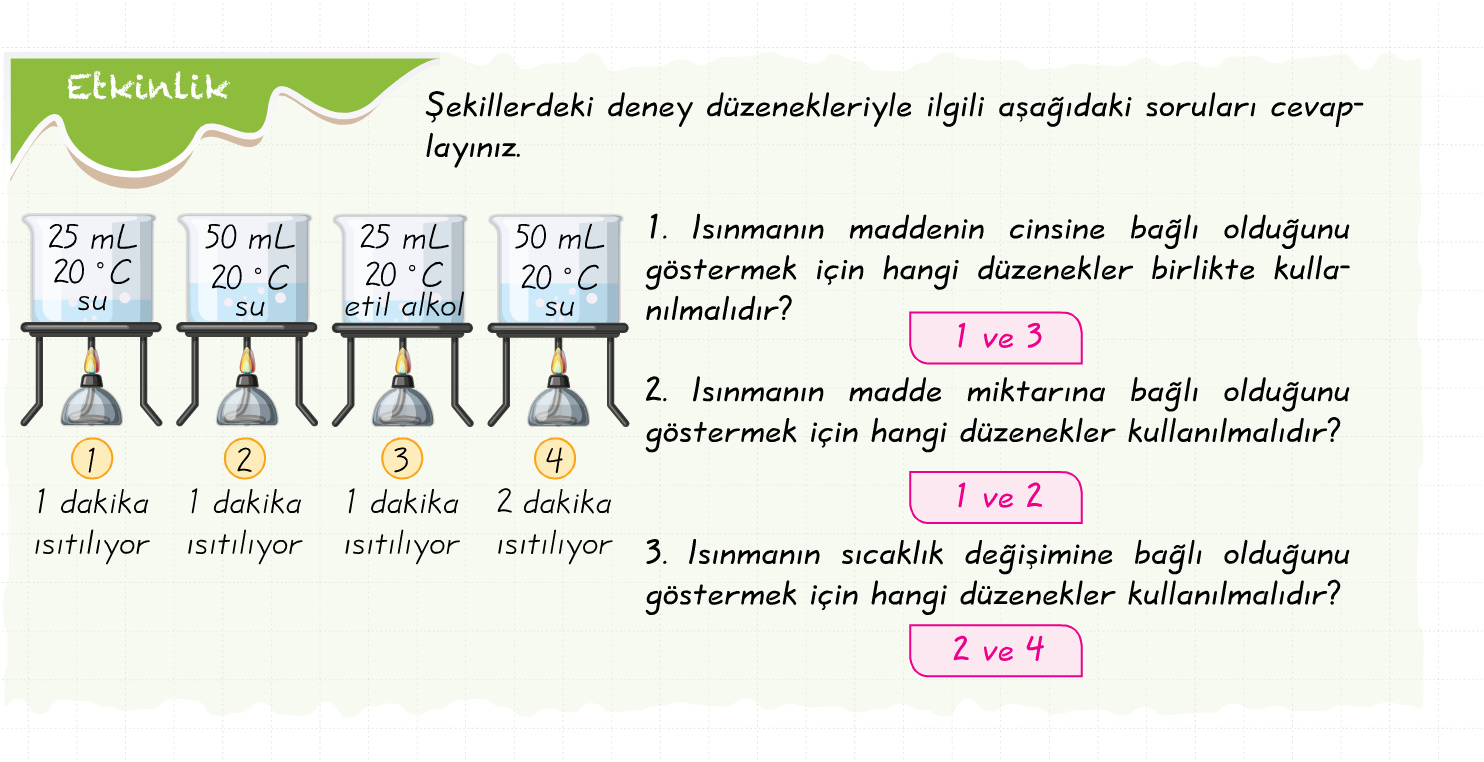 Etkinlik
Şekillerdeki deney düzenekleriyle ilgili aşağıdaki soruları cevap-
layınız.
25 mL
20 °C
su
50 mL
20 °C
su
25 mL
20 °C
etil alkol
50 mL
20 °C
su
1
1 dakika
ısıtılıyor
2
1 dakika
ısıtılıyor
3
1 dakika
ısıtılıyor
4
2 dakika
ısıtılıyor
1. Isınmanın maddenin cinsine bağlı olduğunu
göstermek için hangi düzenekler birlikte kulla-
nılmalıdır?
1 ve 3
2. Isınmanın madde miktarına bağlı olduğunu
göstermek için hangi düzenekler kullanılmalıdır?
1 ve 2
3. Isınmanın sıcaklık değişimine bağlı olduğunu
göstermek için hangi düzenekler kullanılmalıdır?
2 ve 4